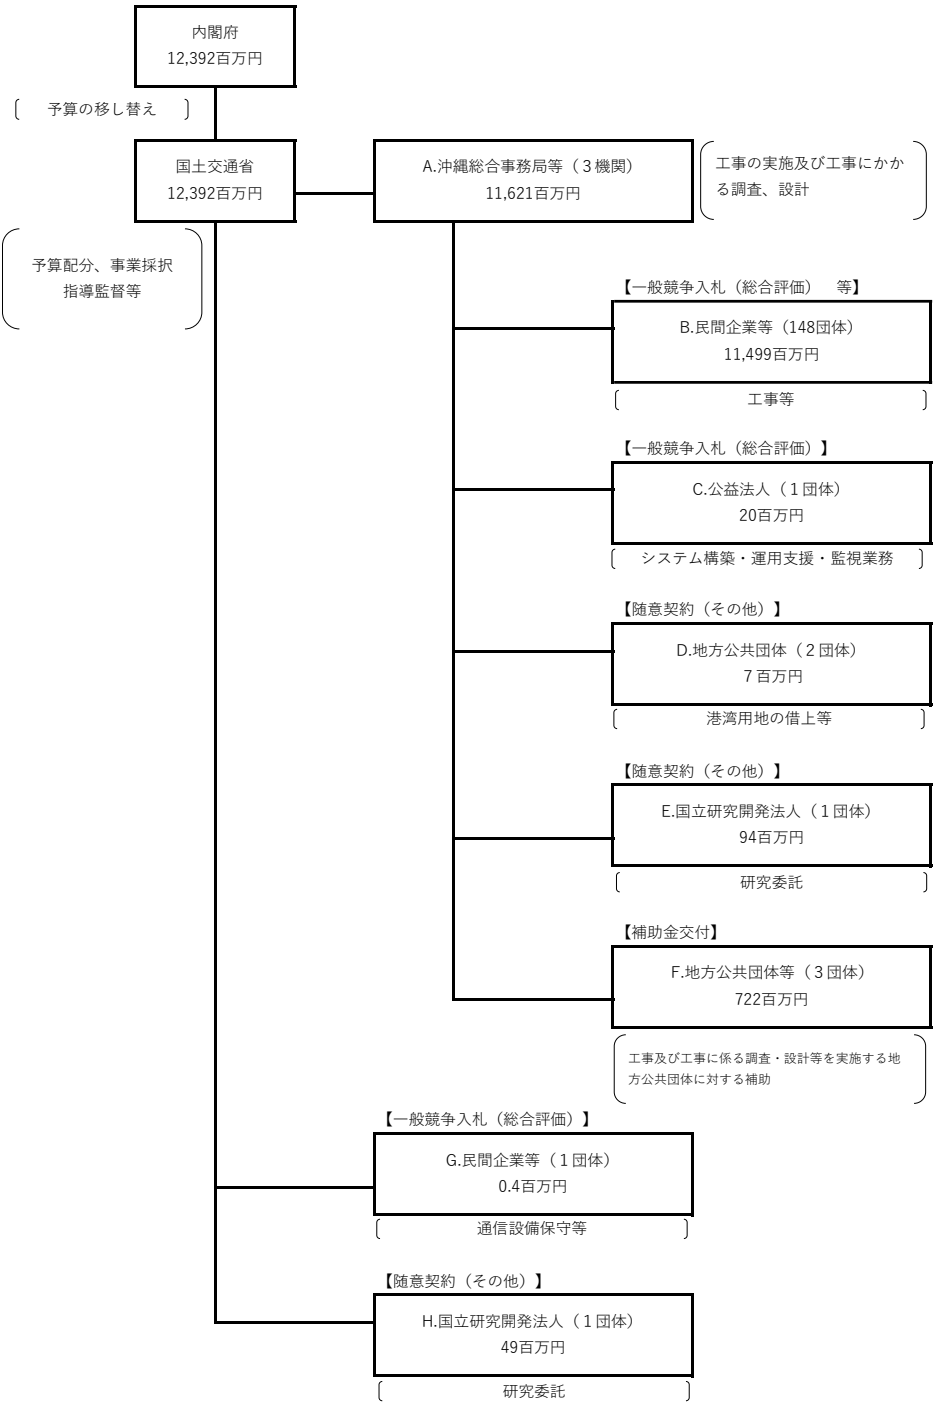 内閣府
12,392百万円
予算の移し替え
国土交通省
12,392百万円
A.沖縄総合事務局等（３機関）
11,621百万円
工事の実施及び工事にかか
る調査、設計
予算配分、事業採択
指導監督等
【一般競争入札（総合評価）　等】
B.民間企業等（148団体）
11,499百万円
工事等
【一般競争入札（総合評価）】
C.公益法人（１団体）
20百万円
システム構築・運用支援・監視業務
【随意契約（その他）】
D.地方公共団体（２団体）
７百万円
港湾用地の借上等
【随意契約（その他）】
E.国立研究開発法人（１団体）
94百万円
研究委託
【補助金交付】
F.地方公共団体等（３団体）
722百万円
工事及び工事に係る調査・設計等を実施する地
方公共団体に対する補助
【一般競争入札（総合評価）】
G.民間企業等（１団体）
0.4百万円
通信設備保守等
【随意契約（その他）】
H.国立研究開発法人（１団体）
49百万円
研究委託